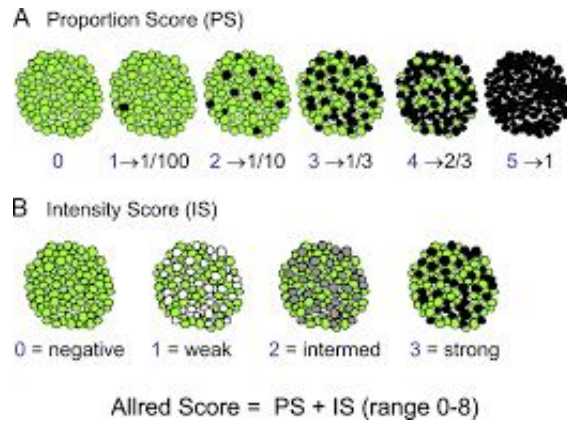 A Proportion Score (PS)
0 1→1/100 2→1/10 3→1/3 4→2/3 5→1
B Intensity Score (IS)
0 = negative 1 = weak 2 = intermed 3 = strong
Allred Score = PS + IS (range 0-8)